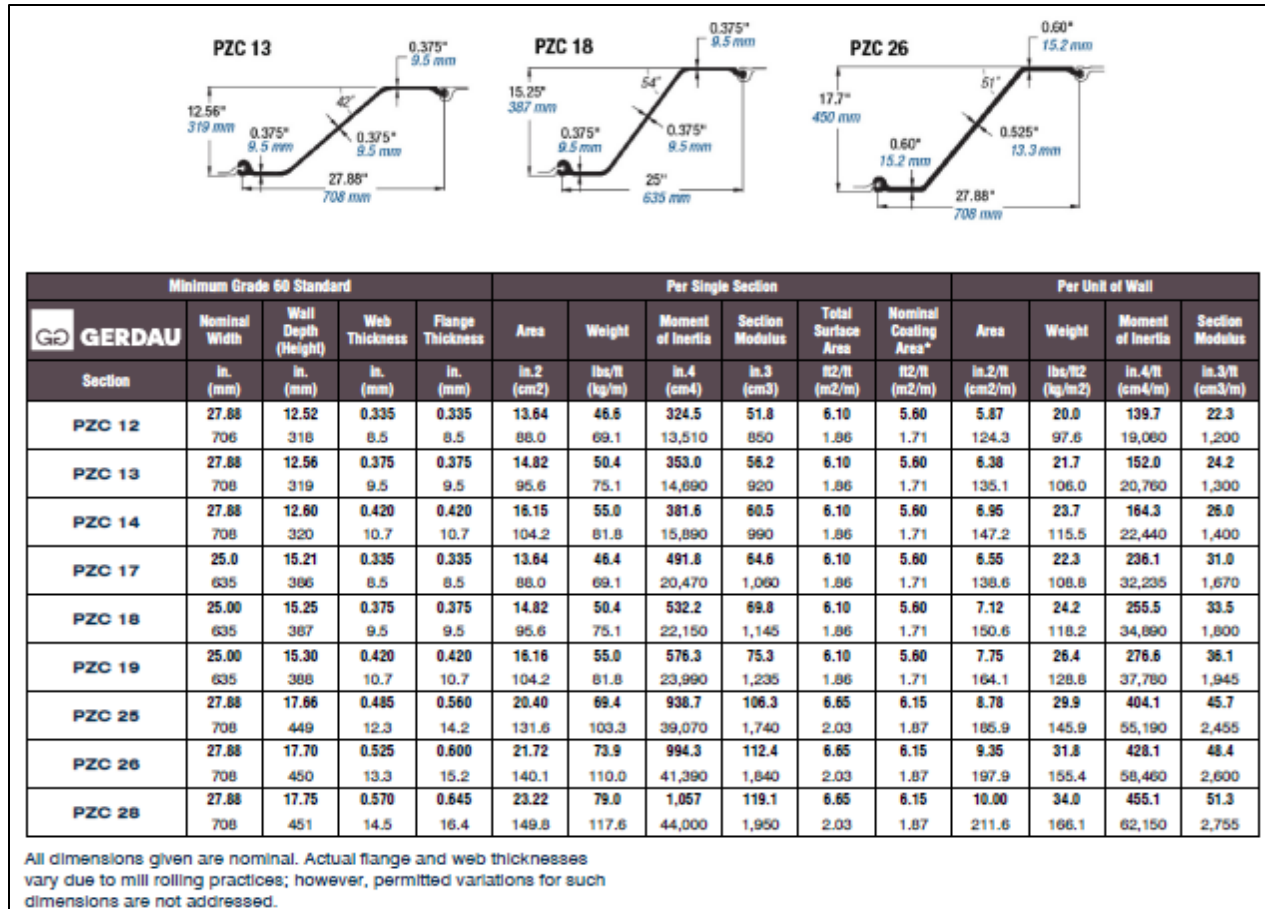 PZC 13
0.375"
9.5 mm
42°
12.56"
319 mm
0.375"
9.5 mm
0.375"
9.5 mm
27.88"
708 mm
PZC 18
0.375"
9.5 mm
54°
15.25"
387 mm
0.375"
9.5 mm
0.375"
9.5 mm
25"
635 mm
PZC 26
0.60"
15.2 mm
51°
17.7"
450 mm
0.60"
15.2 mm
0.525"
13.3 mm
27.88"
708 mm
Minimum Grade 60 Standard Per Single Section Per Unit of Wall
GERDAU Nominal Width Wall Depth (Height) Web Thickness Flange Thickness Area Weight Moment of Inertia Section Modulus Total Surface Area Nominal Coating Area* Area Weight Moment of Inertia Section Modulus
Section in. (mm) in. (mm) in. (mm) in. (mm) in.2 (cm2) lbs/ft (kg/m) in.4 (cm4) in.3 (cm3) ft2/ft (m2/m) ft2/ft (m2/m) in.2/ft (cm2/m) lbs/ft2 (kg/m2) in.4/ft (cm4/m) in.3/ft (cm3/m)
PZC 12 27.88 12.52 0.335 0.335 13.64 46.6 324.5 51.8 6.10 5.60 5.87 20.0 139.7 22.3
706 318 8.5 8.5 88.0 69.1 13,510 850 1.86 1.71 124.3 97.6 19,080 1,200
PZC 13 27.88 12.56 0.375 0.375 14.82 50.4 353.0 56.2 6.10 5.60 6.38 21.7 152.0 24.2
708 319 9.5 9.5 95.6 75.1 14,690 920 1.86 1.71 135.1 106.0 20,760 1,300
PZC 14 27.88 12.60 0.420 0.420 16.15 55.0 381.6 60.5 6.10 5.60 6.95 23.7 164.3 26.0
708 320 10.7 10.7 104.2 81.8 15,890 990 1.86 1.71 147.2 115.5 22,440 1,400
PZC 17 25.0 15.21 0.335 0.335 13.64 46.4 491.8 64.6 6.10 5.60 6.55 22.3 236.1 31.0
635 386 8.5 8.5 88.0 69.1 20,470 1,060 1.86 1.71 138.6 108.8 32,235 1,670
PZC 18 25.00 15.25 0.375 0.375 14.82 50.4 532.2 69.8 6.10 5.60 7.12 24.2 255.5 33.5
635 387 9.5 9.5 95.6 75.1 22,150 1,145 1.86 1.71 150.6 118.2 34,890 1,800
PZC 19 25.00 15.30 0.420 0.420 16.16 55.0 576.3 75.3 6.10 5.60 7.75 26.4 276.6 36.1
635 388 10.7 10.7 104.2 81.8 23,990 1,235 1.86 1.71 164.1 128.8 37,780 1,945
PZC 25 27.88 17.66 0.485 0.560 20.40 69.4 938.7 106.3 6.65 6.15 8.78 29.9 404.1 45.7
708 449 12.3 14.2 131.6 103.3 39,070 1,740 2.03 1.87 185.9 145.9 55,190 2,455
PZC 26 27.88 17.70 0.525 0.600 21.72 73.9 994.3 112.4 6.65 6.15 9.35 31.8 428.1 48.4
708 450 13.3 15.2 140.1 110.0 41,390 1,840 2.03 1.87 197.9 155.4 58,460 2,600
PZC 28 27.88 17.75 0.570 0.645 23.22 79.0 1,057 119.1 6.65 6.15 10.00 34.0 455.1 51.3
708 451 14.5 16.4 149.8 117.6 44,000 1,950 2.03 1.87 211.6 166.1 62,150 2,755
All dimensions given are nominal. Actual flange and web thicknesses
vary due to mill rolling practices; however, permitted variations for such
dimensions are not addressed.